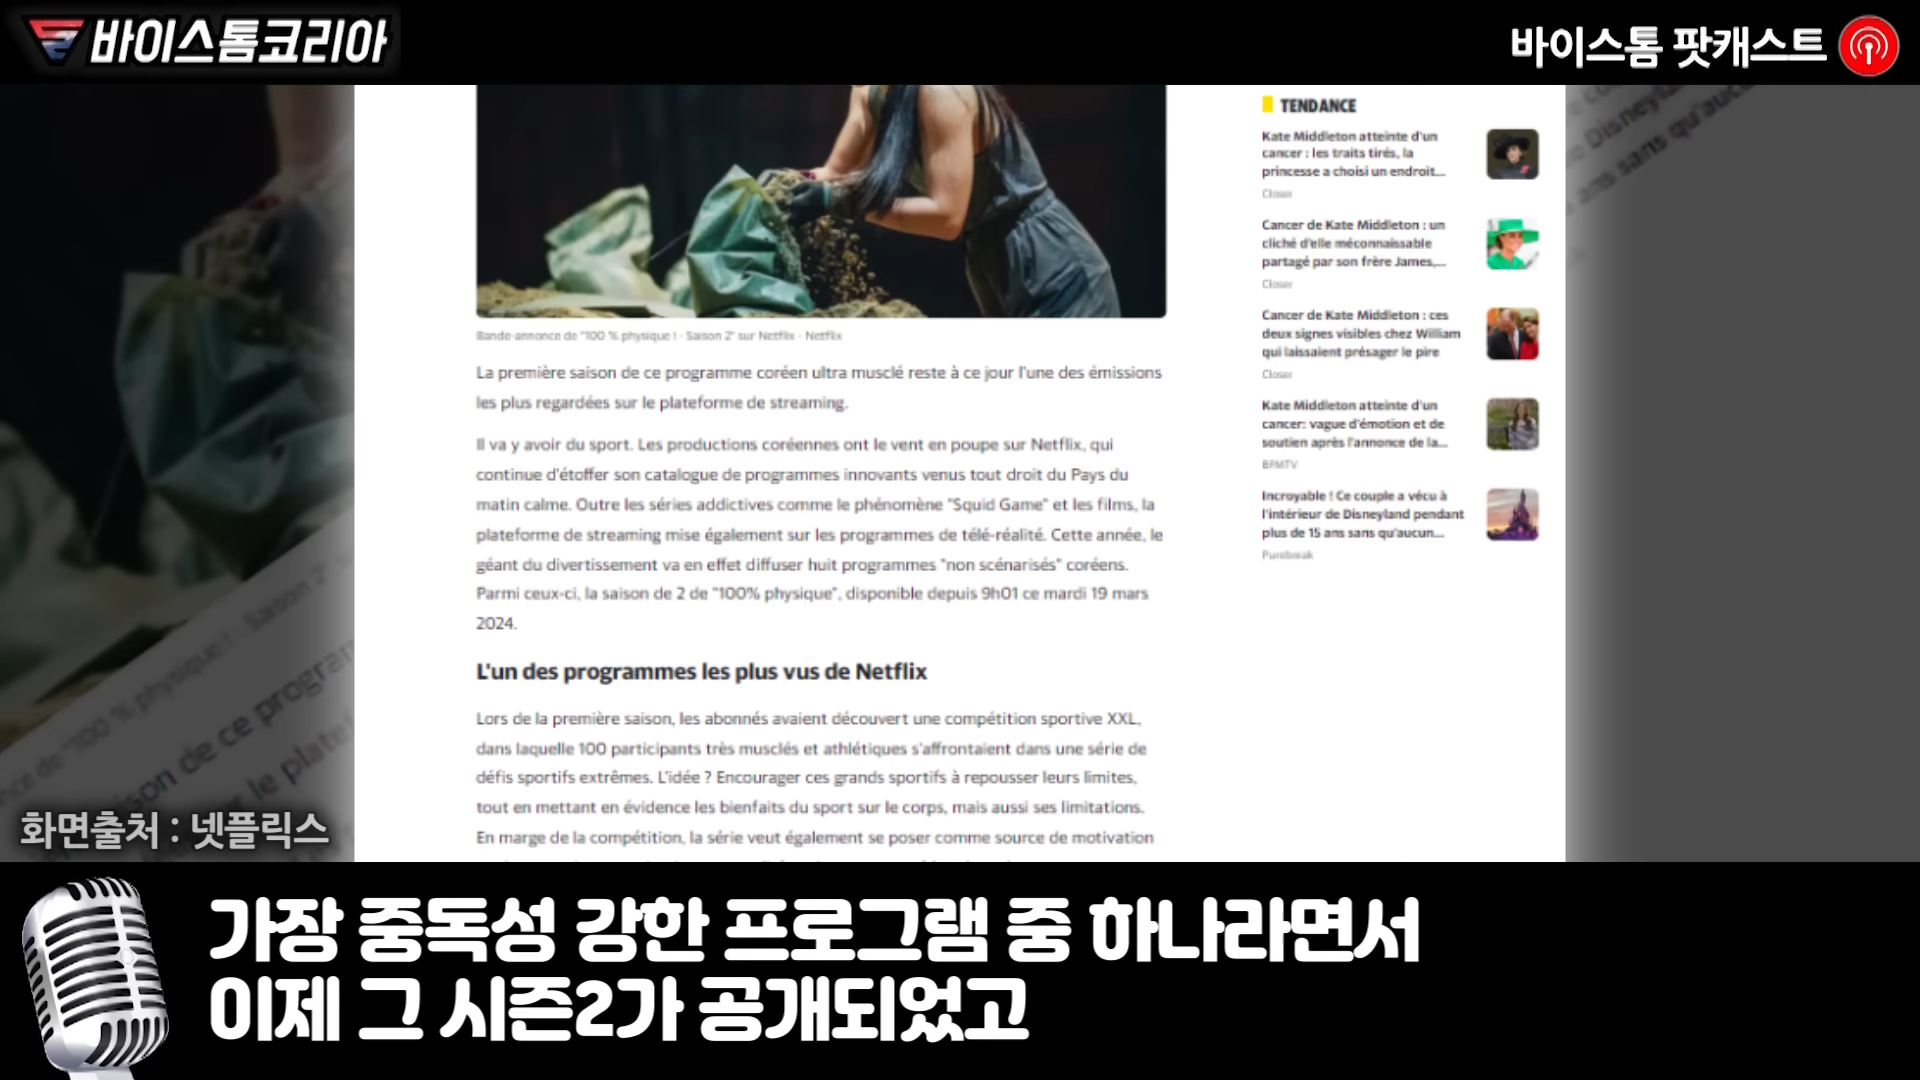 바이스톰코리아
바이스톰 팟캐스트
Bande-annonce de "100 % physique ! - Saison 2" sur Netflix - Netflix
La première saison de ce programme coréen ultra musclé reste à ce jour l'une des émissions
les plus regardées sur le plateforme de streaming.
Il va y avoir du sport. Les productions coréennes ont le vent en poupe sur Netflix, qui
continue d'étoffer son catalogue de programmes innovants venus tout droit du Pays du
matin calme. Outre les séries addictives comme le phénomène "Squid Game" et les films, la
plateforme de streaming mise également sur les programmes de télé-réalité. Cette année, le
géant du divertissement va en effet diffuser huit programmes "non scénarisés" coréens.
Parmi ceux-ci, la saison de 2 de "100% physique", disponible depuis 9h01 ce mardi 19 mars
2024.
L'un des programmes les plus vus de Netflix
Lors de la première saison, les abonnés avaient découvert une compétition sportive XXL,
dans laquelle 100 participants très musclés et athlétiques s'affrontaient dans une série de
défis sportifs extrêmes. L'idée ? Encourager ces grands sportifs à repousser leurs limites,
tout en mettant en évidence les bienfaits du sport sur le corps, mais aussi ses limitations.
En marge de la compétition, la série veut également se poser comme source de motivation
TENDANCE
Kate Middleton atteinte d'un
cancer : les traits tirés, la
princesse a choisi un endroit...
Closer
Cancer de Kate Middleton : un
cliché d'elle méconnaissable
partagé par son frère James,...
Closer
Cancer de Kate Middleton : ces
deux signes visibles chez William
qui laissaient présager le pire
Closer
Kate Middleton atteinte d'un
cancer: vague d'émotion et de
soutien après l'annonce de la...
BFMTV
Incroyable ! Ce couple a vécu à
l'intérieur de Disneyland pendant
plus de 15 ans sans qu'aucun...
Purebreak
화면출처 : 넷플릭스
가장 중독성 강한 프로그램 중 하나라면서
이제 그 시즌2가 공개되었고